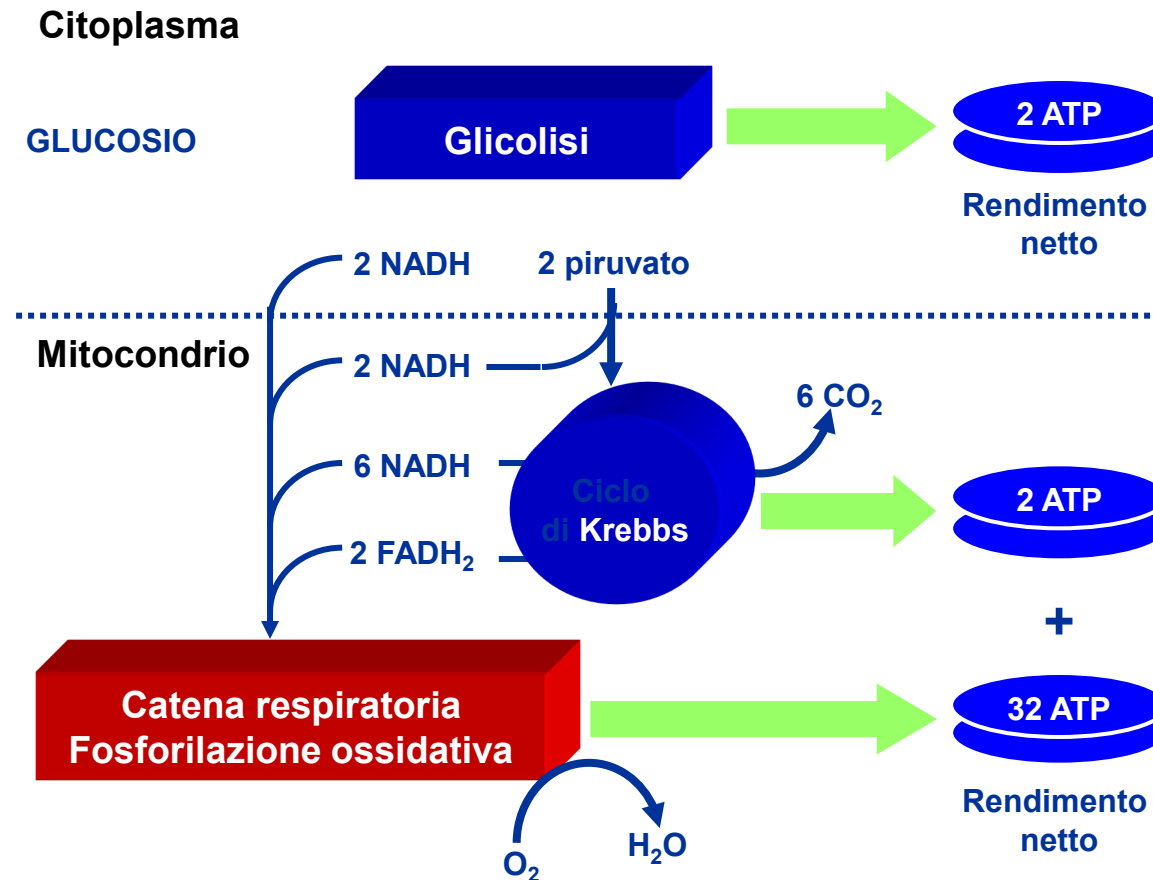 Citoplasma
GLUCOSIO
Glicolisi
2 ATP
Rendimento
netto
2 NADH
2 piruvato
Mitocondrio
2 NADH
6 CO₂
6 NADH
Ciclo
di Krebbs
2 ATP
2 FADH₂
+
Catena respiratoria
Fosforilazione ossidativa
32 ATP
Rendimento
netto
O₂
H₂O